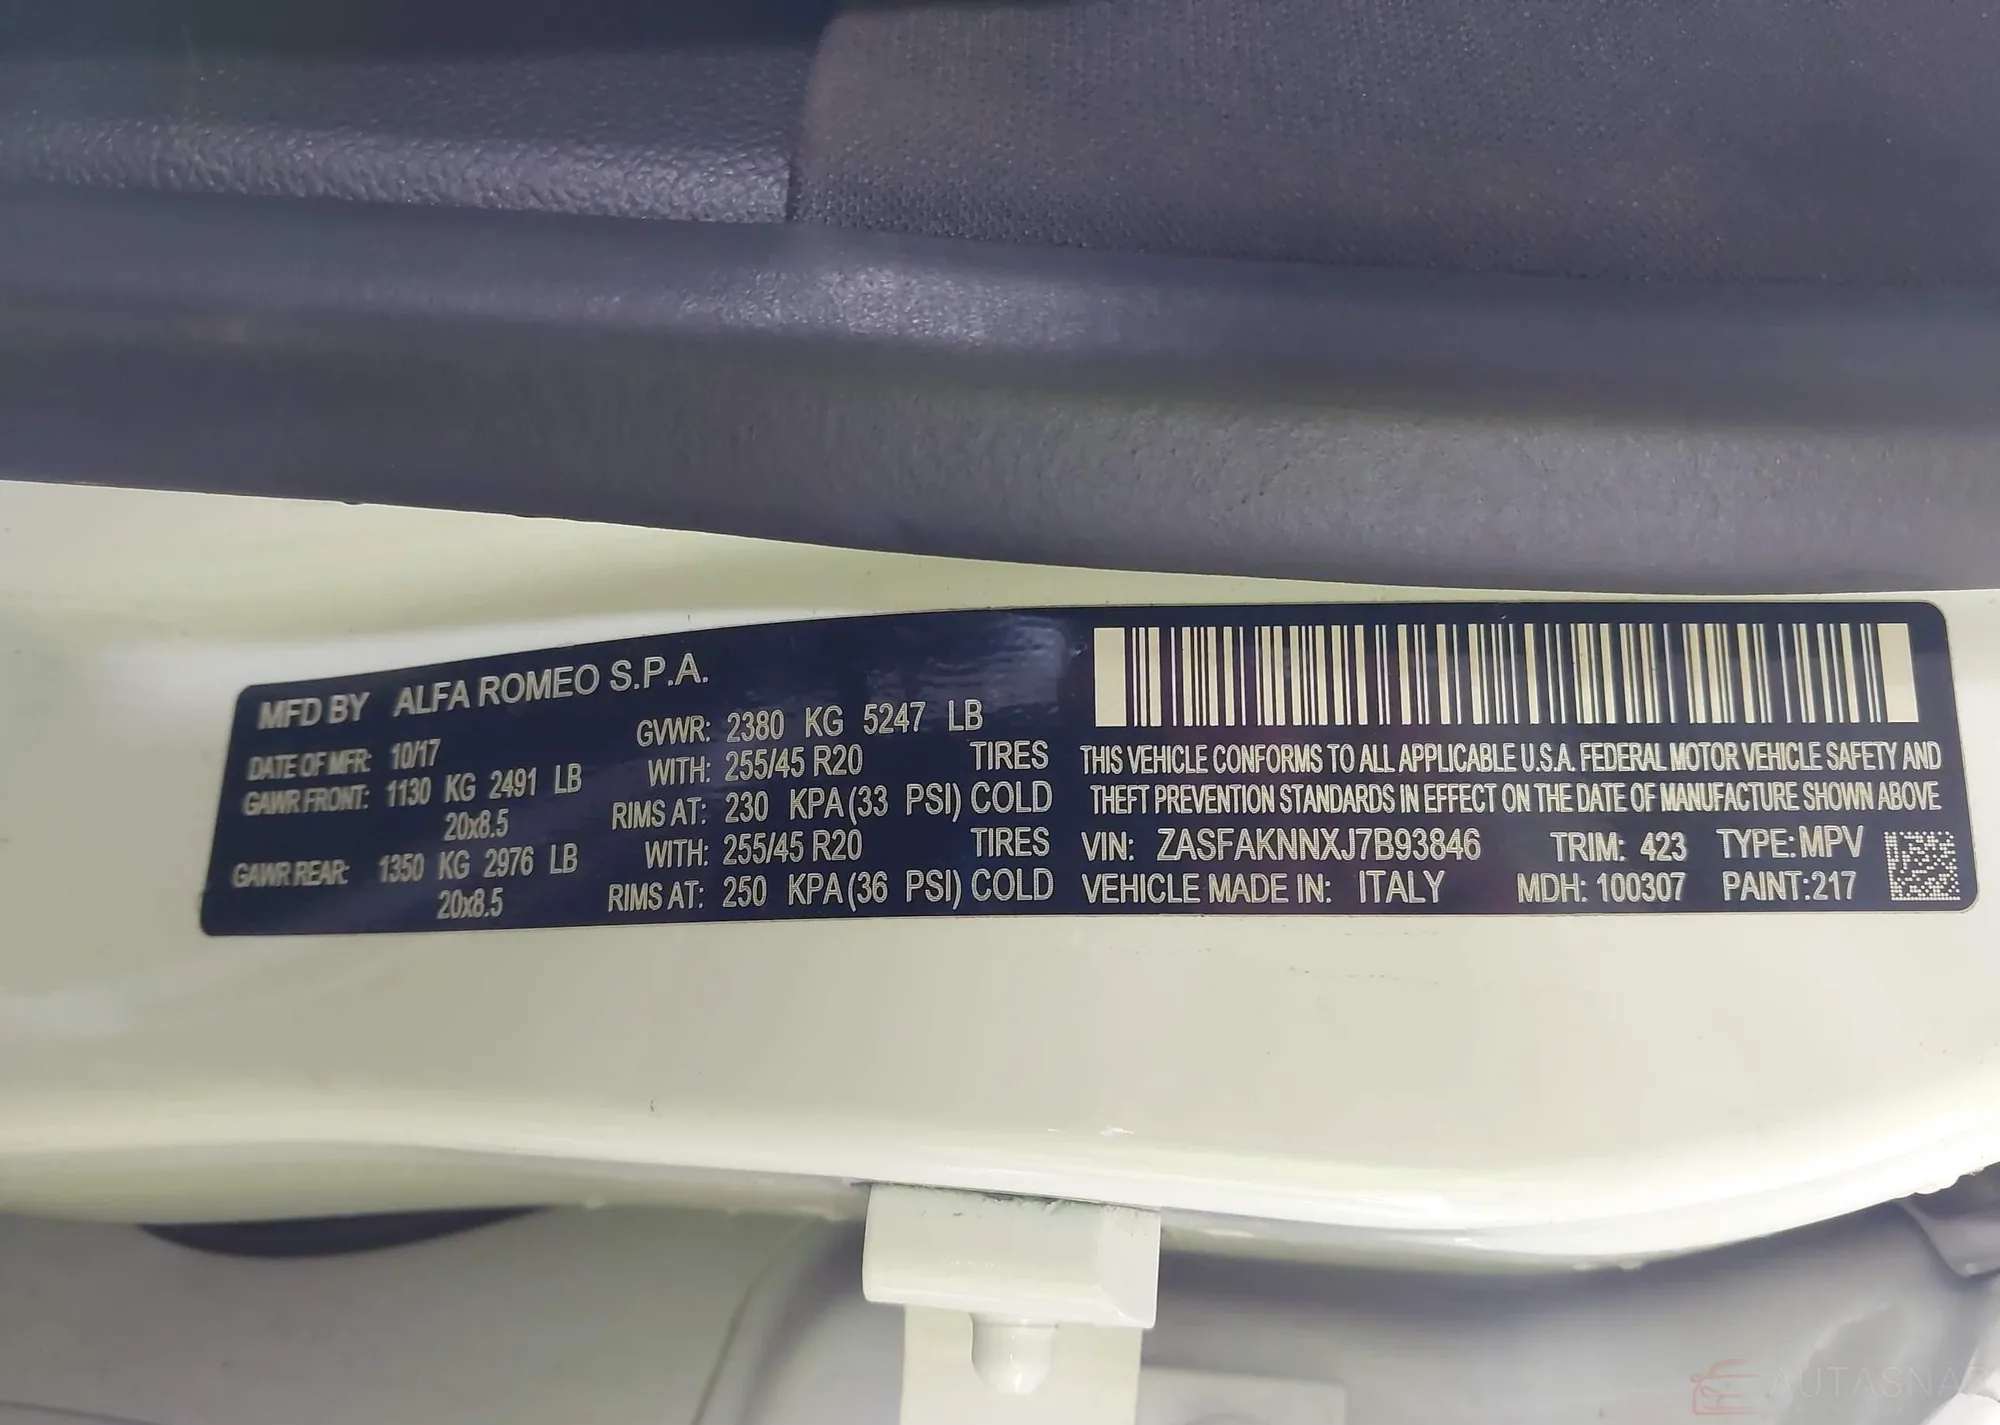 MFD BY ALFA ROMEO S.P.A.
DATE OF MFR: 10/17 GVWR: 2380 KG 5247 LB
GAWR FRONT: 1130 KG 2491 LB WITH: 255/45 R20 TIRES
20x8.5 RIMS AT: 230 KPA(33 PSI) COLD
GAWR REAR: 1350 KG 2976 LB WITH: 255/45 R20 TIRES
20x8.5 RIMS AT: 250 KPA(36 PSI) COLD
THIS VEHICLE CONFORMS TO ALL APPLICABLE U.S.A. FEDERAL MOTOR VEHICLE SAFETY AND
THEFT PREVENTION STANDARDS IN EFFECT ON THE DATE OF MANUFACTURE SHOWN ABOVE
VIN: ZASFAKNNXJ7B93846 TRIM: 423 TYPE: MPV
VEHICLE MADE IN: ITALY MDH: 100307 PAINT:217